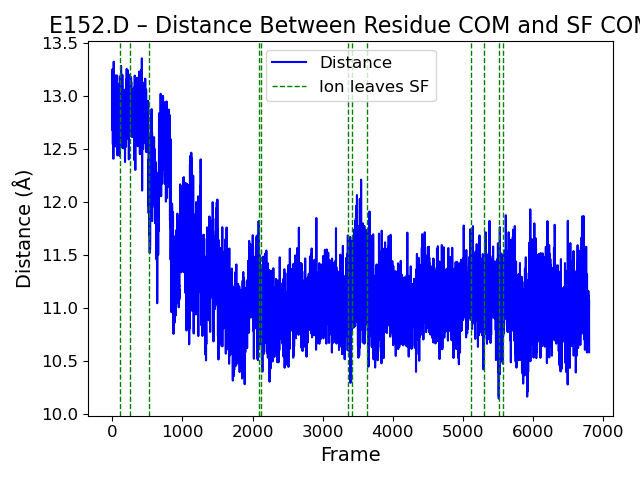 E152.D – Distance Between Residue COM and SF COM
Distance
Ion leaves SF
Distance (Å)
13.5
13.0
12.5
12.0
11.5
11.0
10.5
10.0
0 1000 2000 3000 4000 5000 6000 7000
Frame